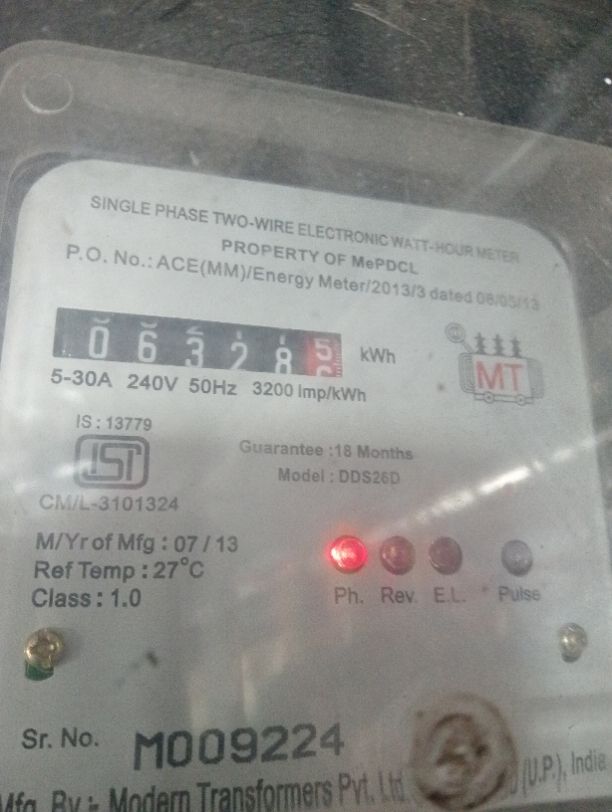 SINGLE PHASE TWO-WIRE ELECTRONIC WATT-HOUR METER
PROPERTY OF MePDCL
P.O. No.: ACE(MM)/Energy Meter/2013/3 dated 08/05/13
0 6 3 2 8 5 kWh
MT
5-30A 240V 50Hz 3200 Imp/kWh
IS : 13779
ISI
CM/L-3101324
Guarantee :18 Months
Model : DDS26D
M/Yr of Mfg : 07 / 13
Ref Temp : 27°C
Class : 1.0
Ph. Rev. E.L. Pulse
Sr. No. M009224
Mfg. By :- Modern Transformers Pvt. Ltd. (U.P.), India